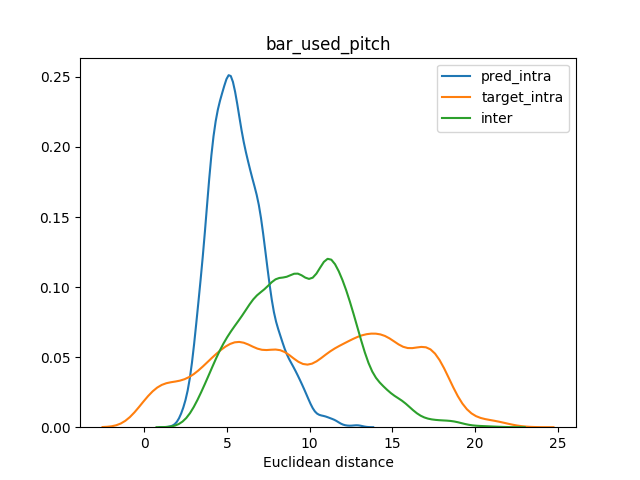 bar_used_pitch
pred_intra
target_intra
inter
0.25
0.20
0.15
0.10
0.05
0.00
0 5 10 15 20 25
Euclidean distance